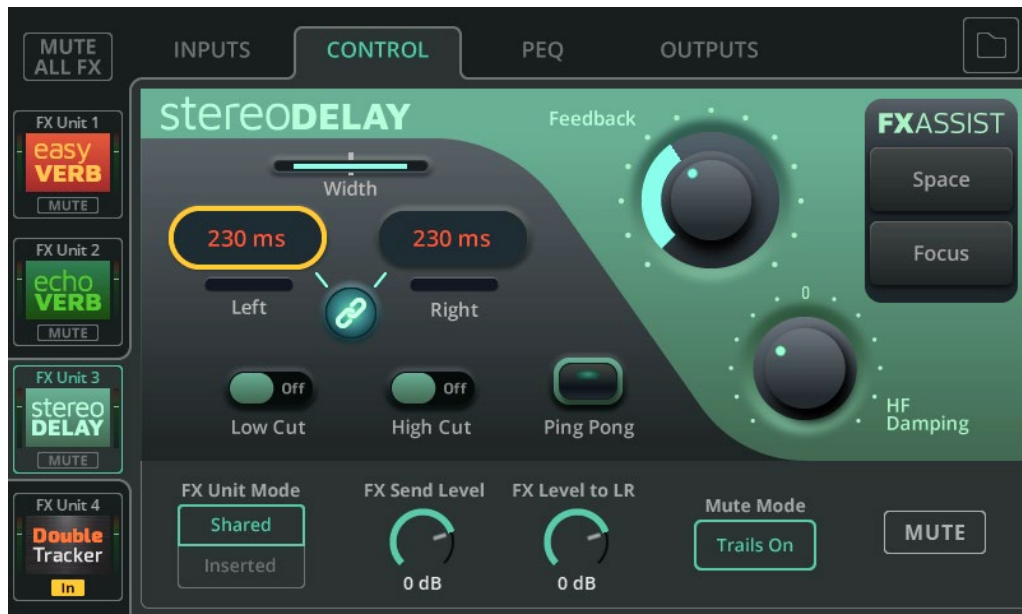 MUTE
ALL FX
INPUTS
CONTROL
PEQ
OUTPUTS
FX Unit 1
easy
VERB
MUTE
FX Unit 2
echo
VERB
MUTE
FX Unit 3
stereo
DELAY
MUTE
FX Unit 4
Double
Tracker
In
stereoDELAY
Width
230 ms
230 ms
Left
Right
Off
Off
Low Cut
High Cut
Ping Pong
Feedback
FXASSIST
Space
Focus
0
HF
Damping
FX Unit Mode
Shared
Inserted
FX Send Level
0 dB
FX Level to LR
0 dB
Mute Mode
Trails On
MUTE